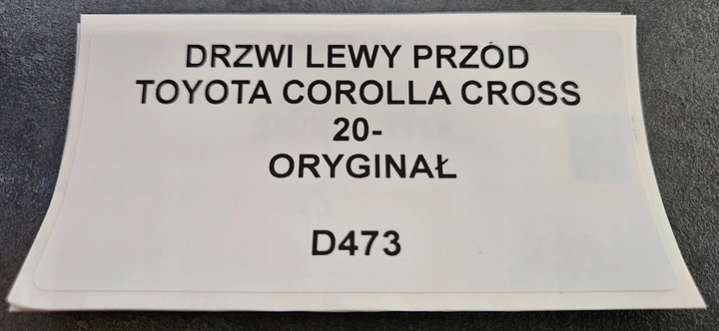 DRZWI LEWY PRZÓD
TOYOTA COROLLA CROSS
20-
ORYGINAŁ
D473